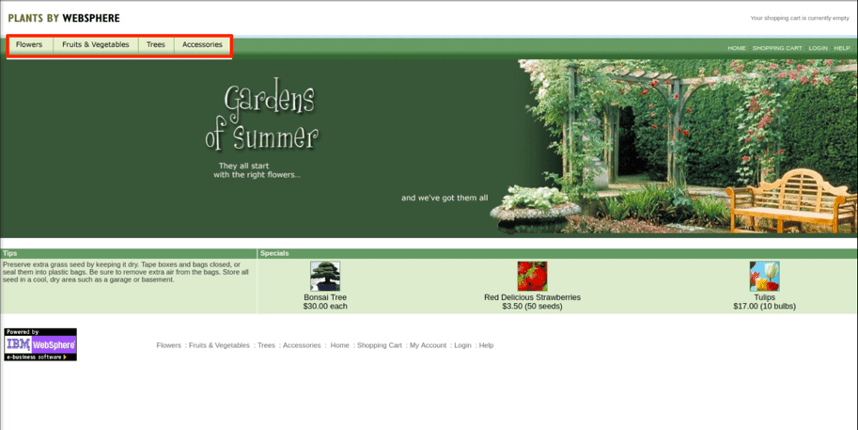 PLANTS BY WEBSPHERE
Your shopping cart is currently empty
Flowers Fruits & Vegetables Trees Accessories
HOME SHOPPING CART LOGIN HELP
Gardens
of Summer
They all start
with the right flowers...
and we've got them all
Tips
Preserve extra grass seed by keeping it dry. Tape boxes and bags closed, or
seal them into plastic bags. Be sure to remove extra air from the bags. Store all
seed in a cool, dry area such as a garage or basement.
Specials
Bonsai Tree
$30.00 each
Red Delicious Strawberries
$3.50 (50 seeds)
Tulips
$17.00 (10 bulbs)
Powered by
IBM WebSphere
e-business software
Flowers : Fruits & Vegetables : Trees : Accessories : Home : Shopping Cart : My Account : Login : Help